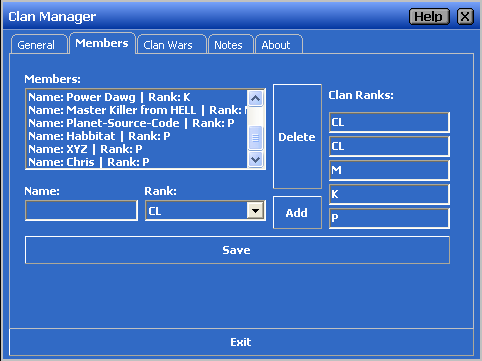 Clan Manager
Help
X
General
Members
Clan Wars
Notes
About
Members:
Name: Power Dawg | Rank: K
Name: Master Killer from HELL | Rank:
Name: Planet-Source-Code | Rank: P
Name: Habbitat | Rank: P
Name: XYZ | Rank: P
Name: Chris | Rank: P
Delete
Clan Ranks:
CL
CL
M
K
P
Name:
Rank:
CL
Add
Save
Exit